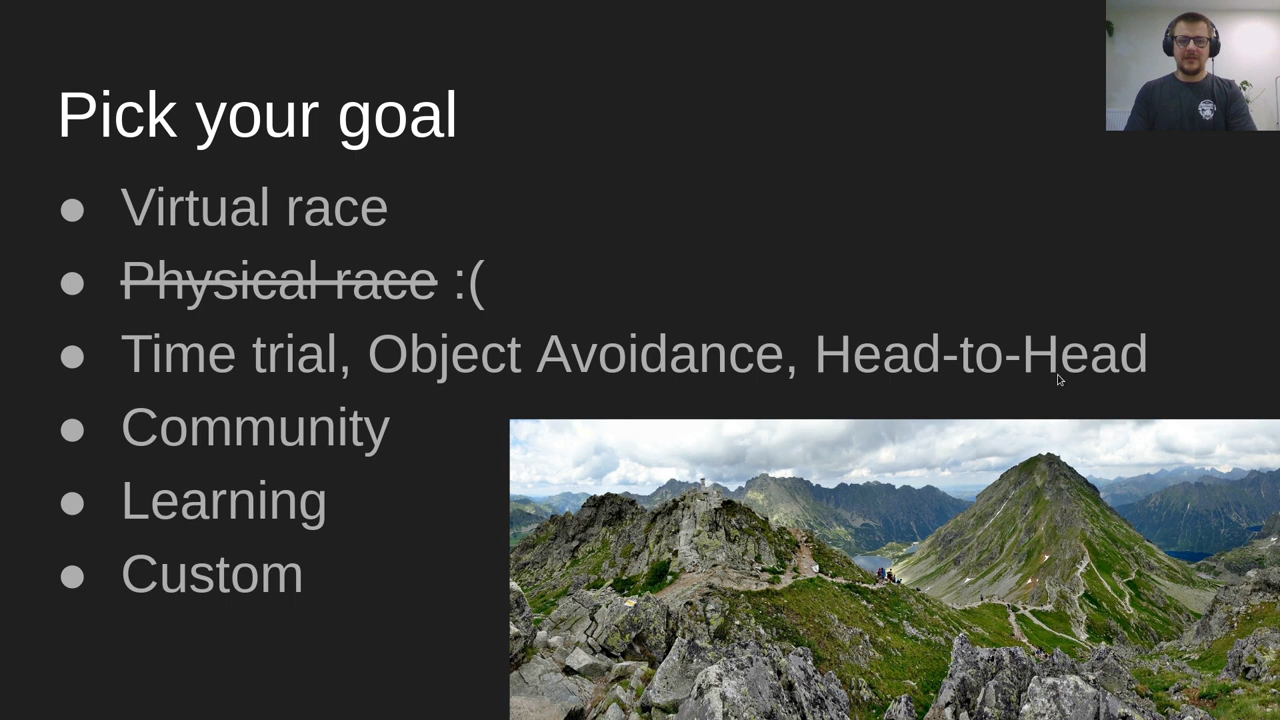 Pick your goal
● Virtual race
● Physical race :(
● Time trial, Object Avoidance, Head-to-Head
● Community
● Learning
● Custom